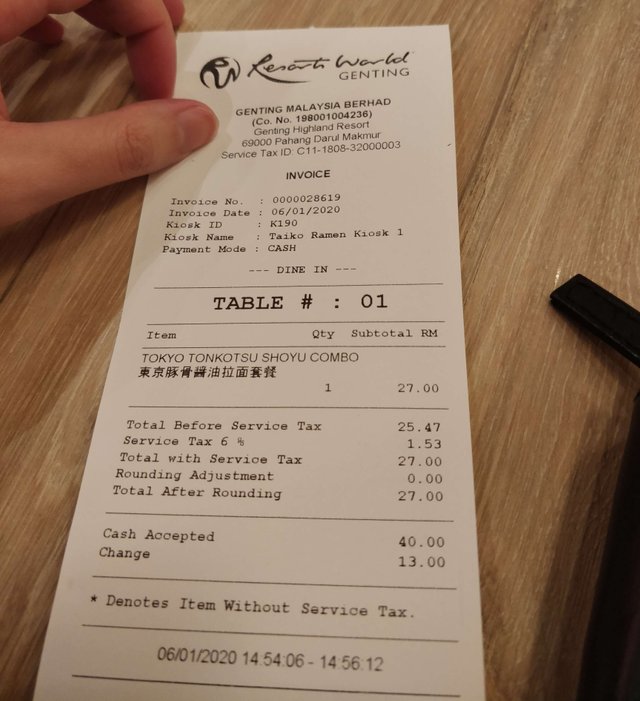 Resorts World
GENTING
GENTING MALAYSIA BERHAD
(Co. No. 198001004236)
Genting Highland Resort
69000 Pahang Darul Makmur
Service Tax ID: C11-1808-32000003
INVOICE
Invoice No. : 0000028619
Invoice Date : 06/01/2020
Kiosk ID : K190
Kiosk Name : Taiko Ramen Kiosk 1
Payment Mode : CASH
--- DINE IN ---
TABLE # : 01
Item Qty Subtotal RM
TOKYO TONKOTSU SHOYU COMBO
東京豚骨醬油拉面套餐
1 27.00
Total Before Service Tax 25.47
Service Tax 6 % 1.53
Total with Service Tax 27.00
Rounding Adjustment 0.00
Total After Rounding 27.00
Cash Accepted 40.00
Change 13.00
* Denotes Item Without Service Tax.
06/01/2020 14:54:06 - 14:56:12